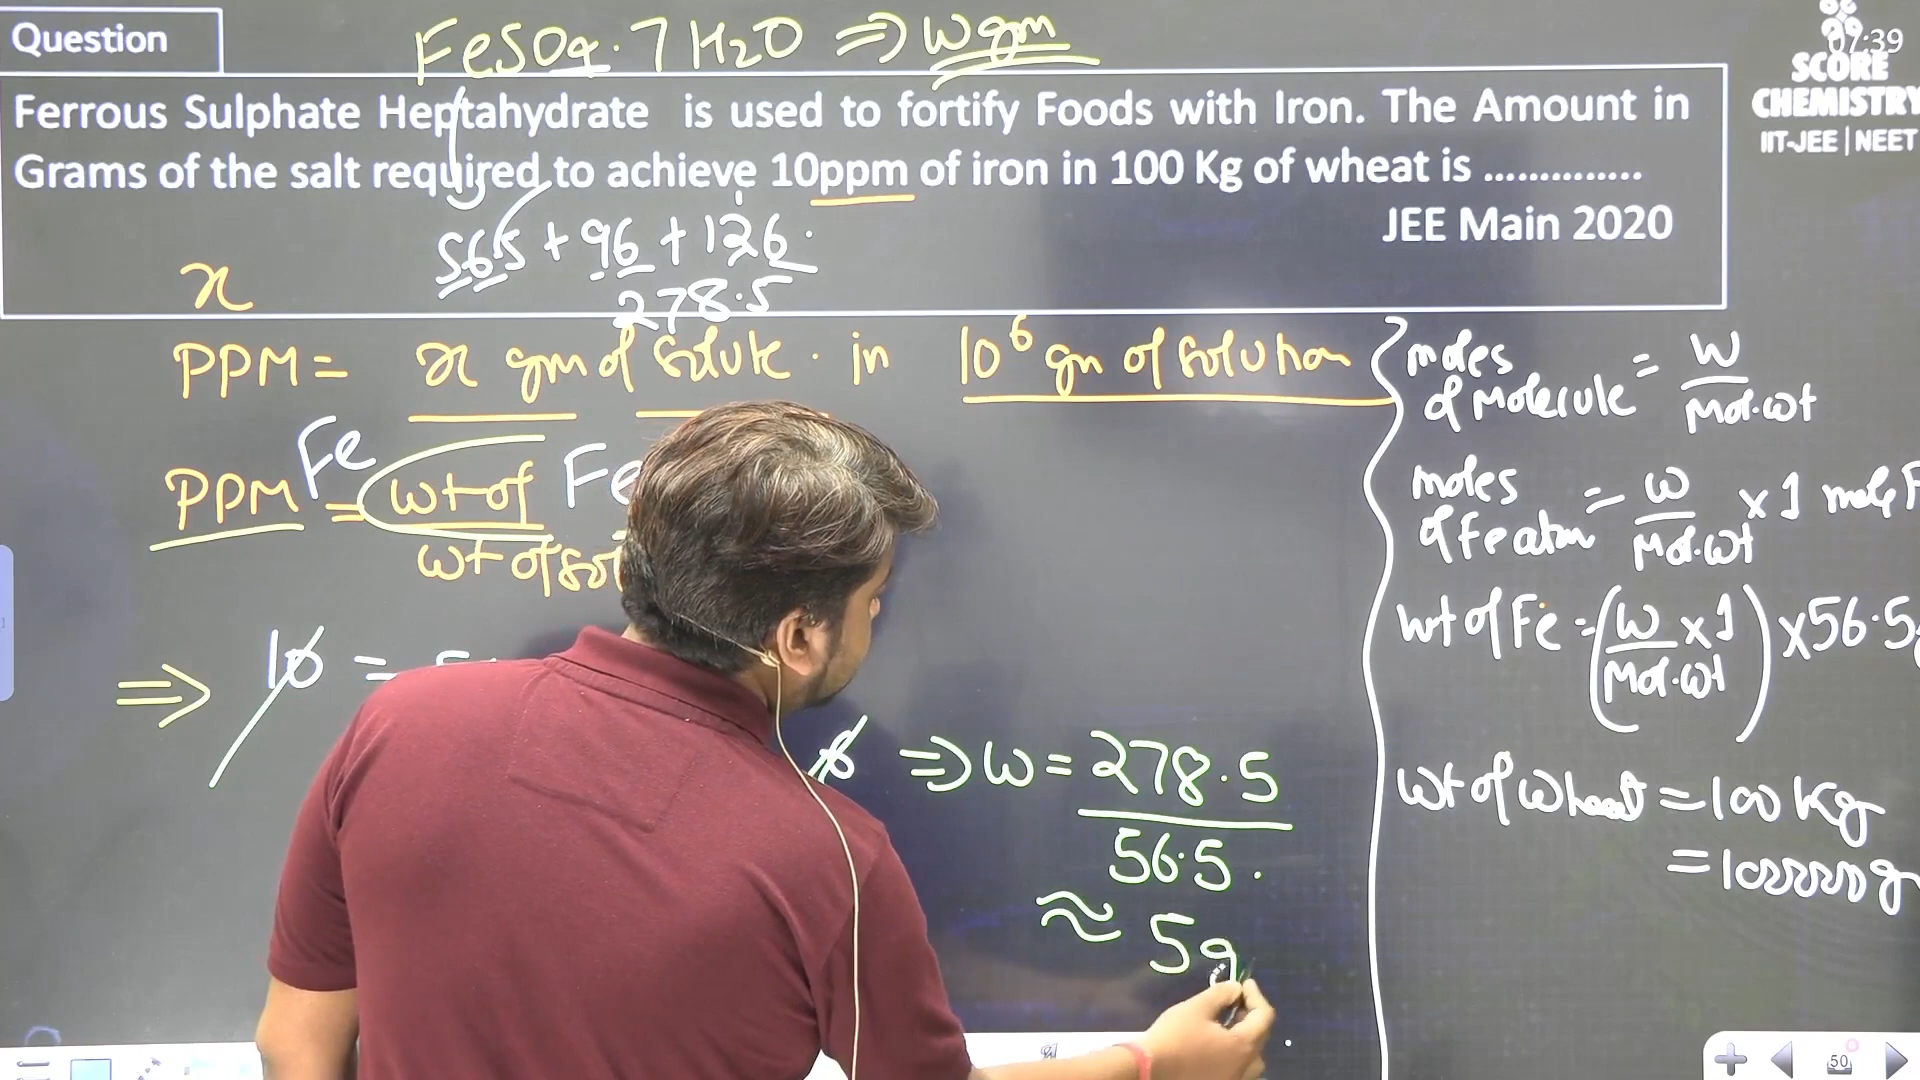 Question
FeSO4.7H2O ⇒ Wgm
07:39
SCORE
CHEMISTRY
IIT-JEE | NEET
Ferrous Sulphate Heptahydrate is used to fortify Foods with Iron. The Amount in
Grams of the salt required to achieve 10ppm of iron in 100 Kg of wheat is ..............
JEE Main 2020
56.5 + 96 + 126.
278.5
x
PPM = x gm of solute . in 10⁶ gm of solution
PPM Fe = wt of Fe
wt of
⇒ 10 =
⇒ W = 278.5
56.5.
≈ 5g
moles
of molecule = W
Mol.wt
moles
of Fe atom = W × 1 mole
Mol.wt
wt of Fe = (W × 1) × 56.5
Mol.wt
wt of wheat = 100 Kg
= 100000g
50